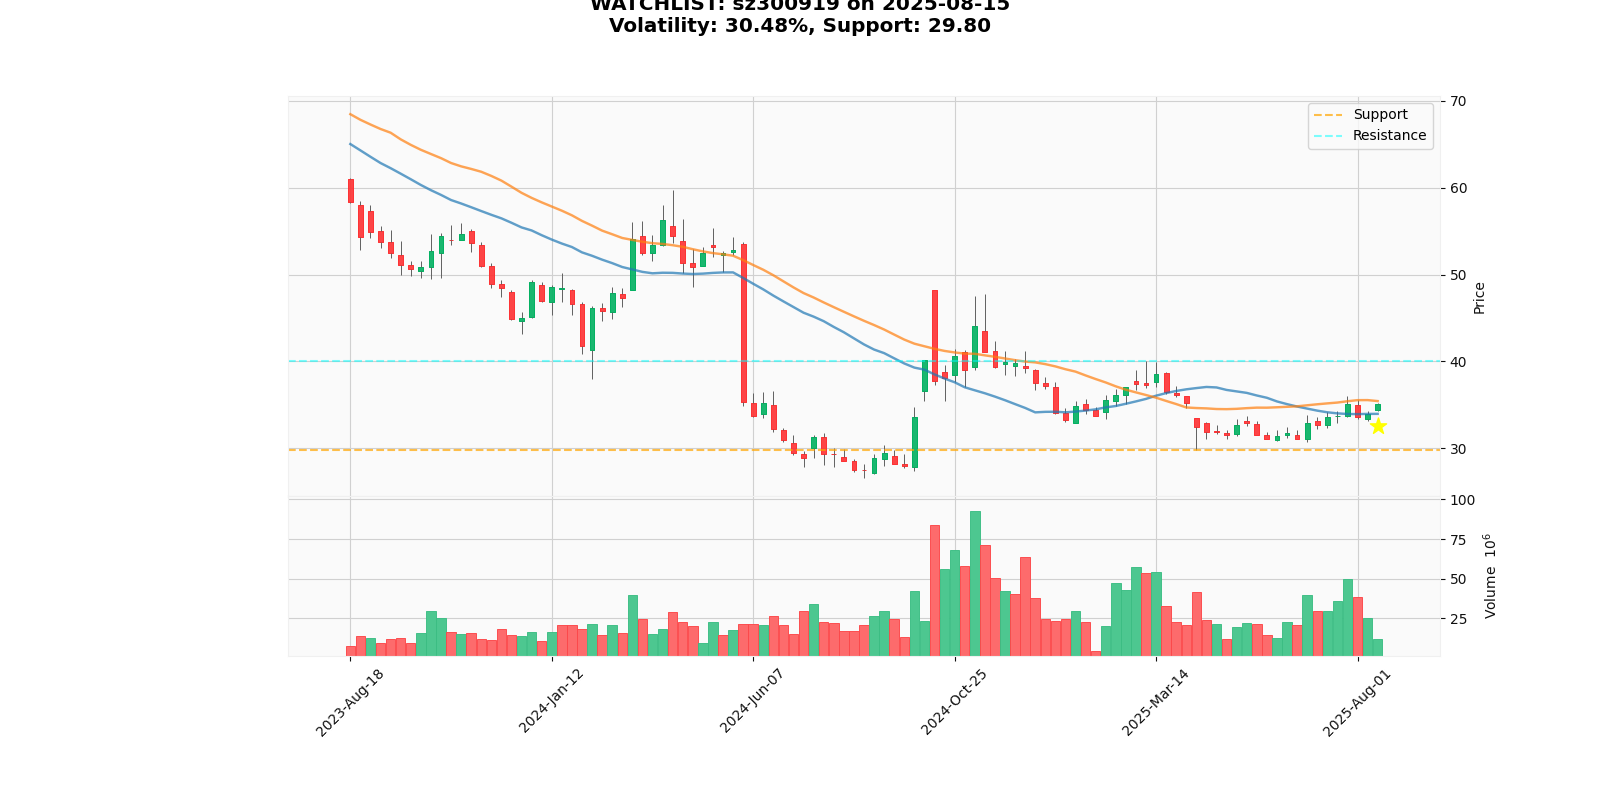 WATCHLIST: sz300919 on 2025-08-15
Volatility: 30.48%, Support: 29.80
Support
Resistance
70
60
50
40
30
Price
100
75
50
25
Volume 10⁶
2023-Aug-18
2024-Jan-12
2024-Jun-07
2024-Oct-25
2025-Mar-14
2025-Aug-01